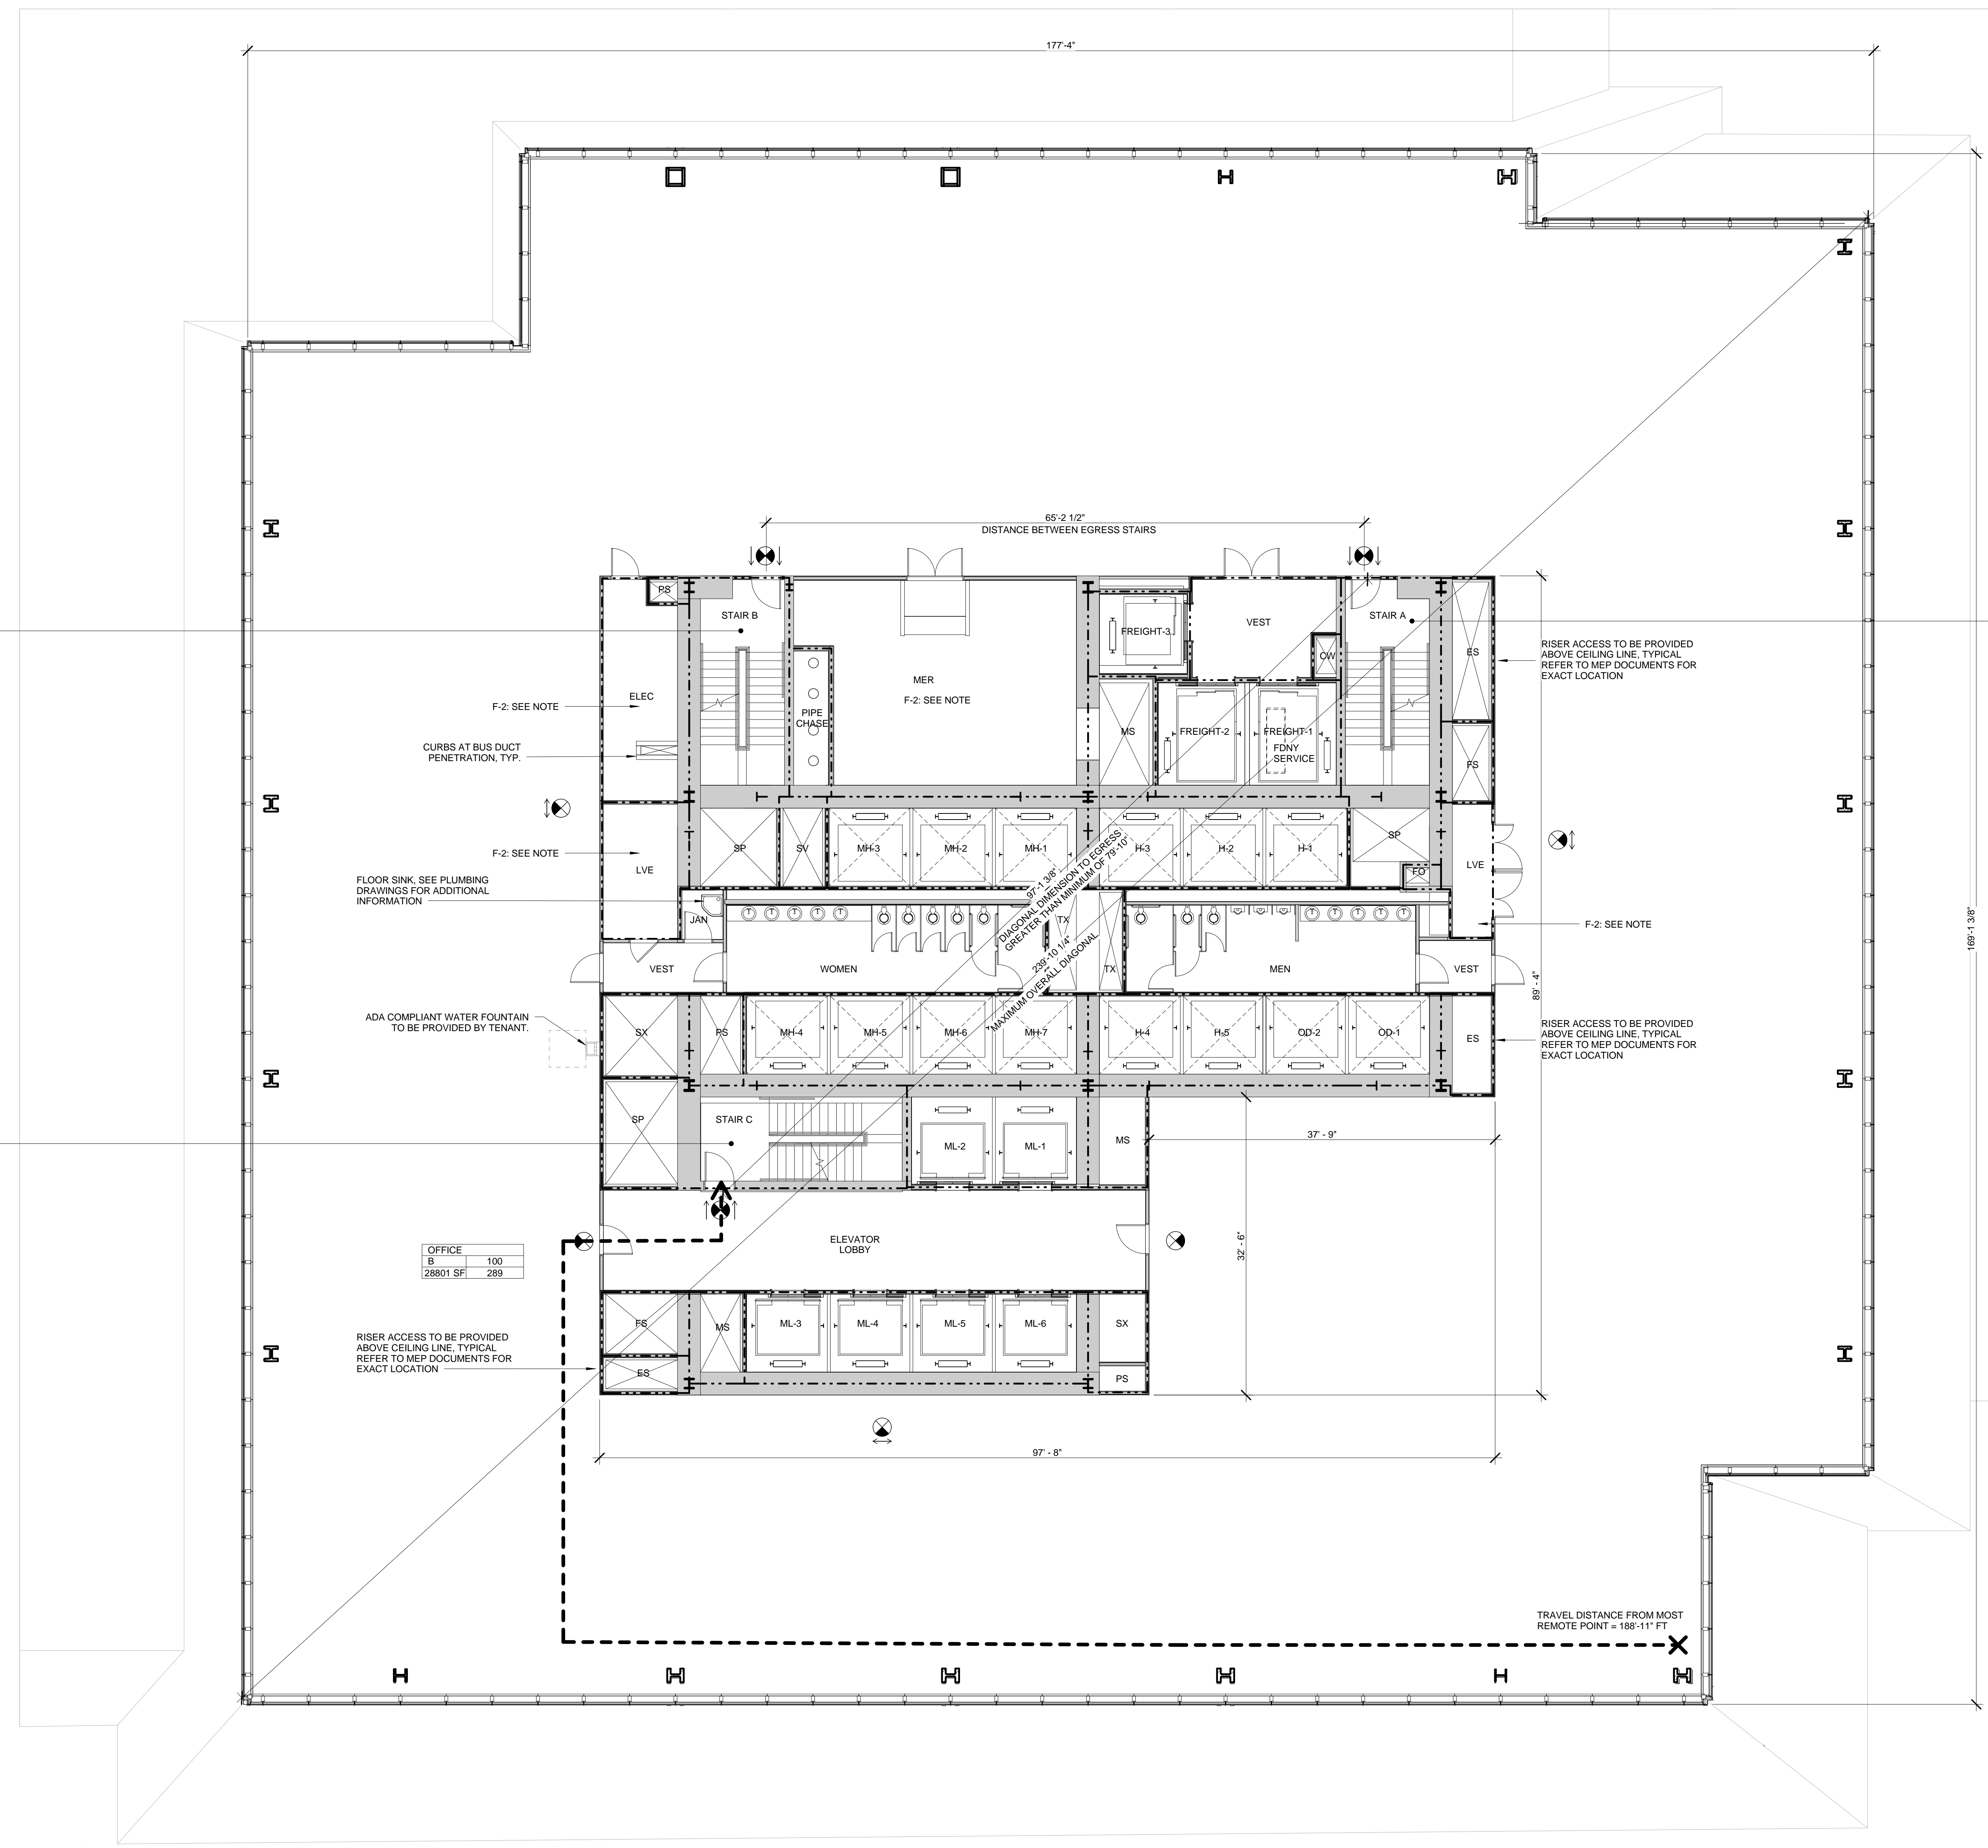 177'-4"
65'-2 1/2"
DISTANCE BETWEEN EGRESS STAIRS
PS
STAIR B
STAIR A
FREIGHT-3
VEST
RISER ACCESS TO BE PROVIDED
ABOVE CEILING LINE, TYPICAL
REFER TO MEP DOCUMENTS FOR
EXACT LOCATION
ES
OW
MER
F-2: SEE NOTE
ELEC
F-2: SEE NOTE
PIPE
CHASE
MS
FREIGHT-2
FREIGHT-1
FDNY
SERVICE
CURBS AT BUS DUCT
PENETRATION, TYP.
FS
SP
SV
MH-3
MH-2
MH-1
H-3
H-2
H-1
SP
F-2: SEE NOTE
LVE
LVE
FO
FLOOR SINK, SEE PLUMBING
DRAWINGS FOR ADDITIONAL
INFORMATION
97'-1 3/8"
DIAGONAL DIMENSION TO EGRESS
GREATER THAN MINIMUM OF 79'-10"
JAN
TX
F-2: SEE NOTE
169'-1 3/8"
239'-10 1/4"
MAXIMUM OVERALL DIAGONAL
VEST
WOMEN
TX
MEN
VEST
89' - 4"
ADA COMPLIANT WATER FOUNTAIN
TO BE PROVIDED BY TENANT.
SX
PS
MH-4
MH-5
MH-6
MH-7
H-4
H-5
OD-2
OD-1
ES
RISER ACCESS TO BE PROVIDED
ABOVE CEILING LINE, TYPICAL
REFER TO MEP DOCUMENTS FOR
EXACT LOCATION
SP
STAIR C
ML-2
ML-1
MS
37' - 9"
ELEVATOR
LOBBY
32' - 6"
OFFICE
B 100
28801 SF 289
FS
MS
ML-3
ML-4
ML-5
ML-6
SX
RISER ACCESS TO BE PROVIDED
ABOVE CEILING LINE, TYPICAL
REFER TO MEP DOCUMENTS FOR
EXACT LOCATION
ES
PS
97' - 8"
TRAVEL DISTANCE FROM MOST
REMOTE POINT = 188'-11" FT